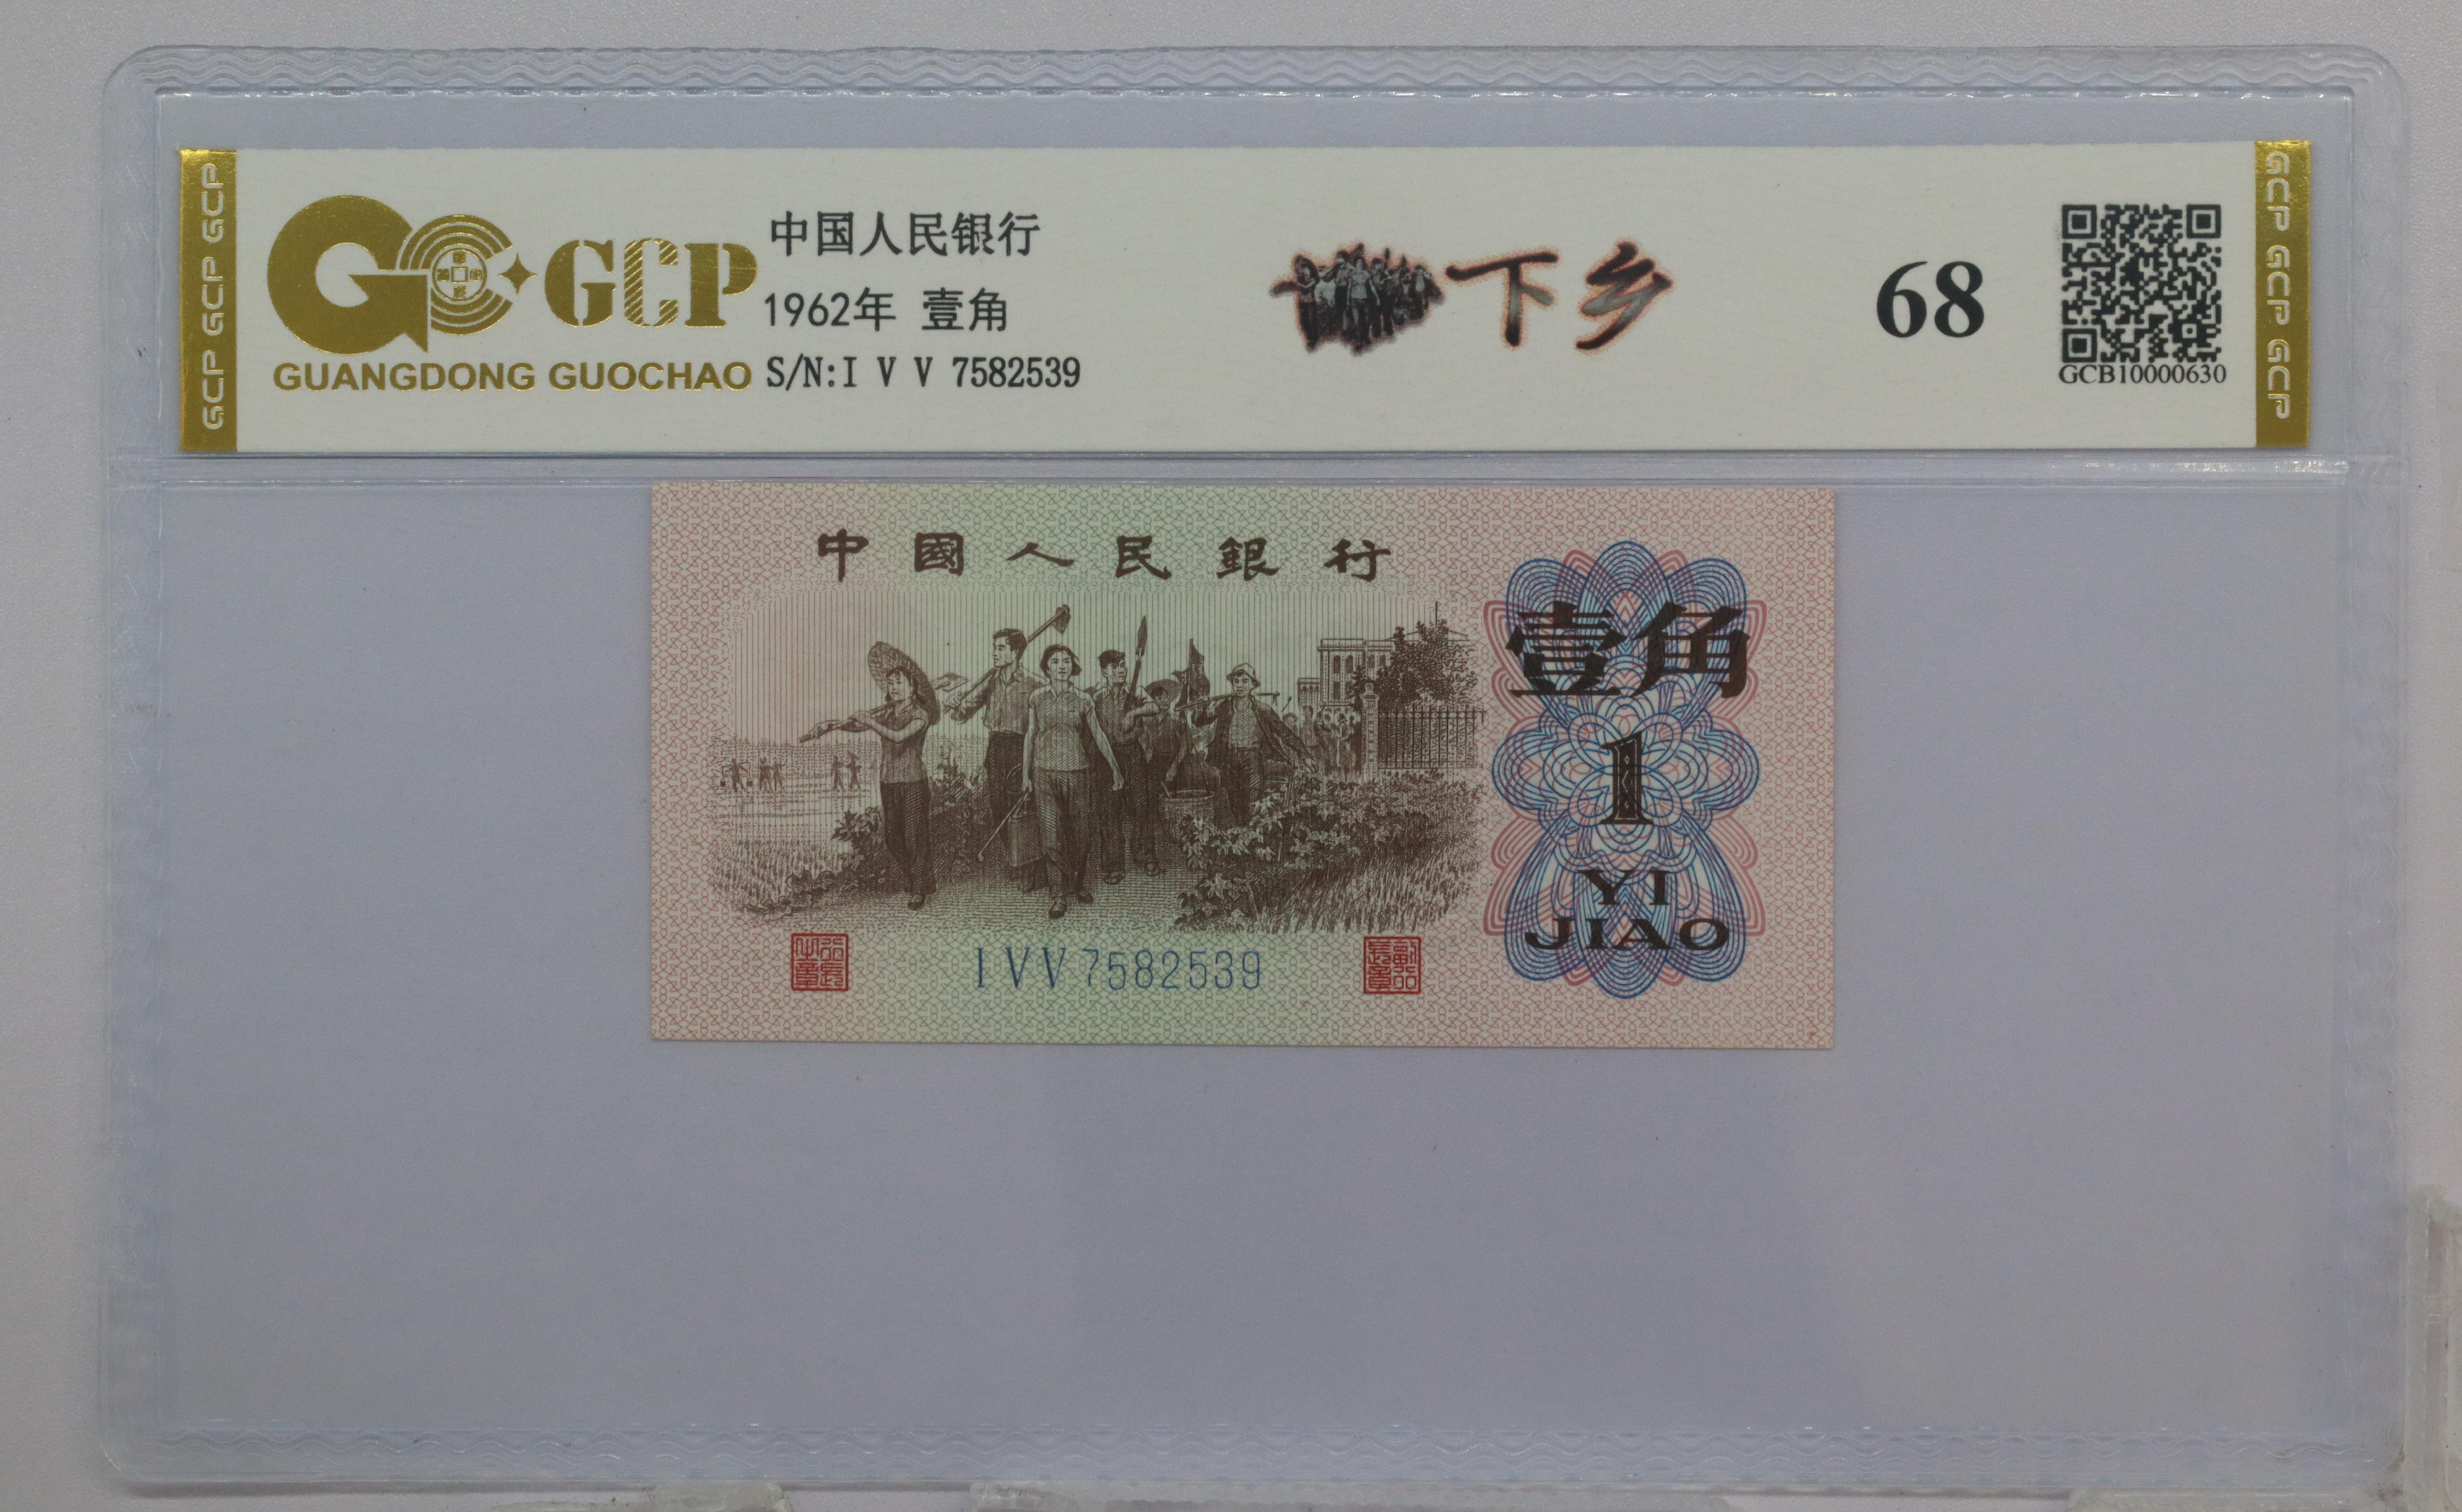 GCP GCP GCP
GCP
GUANGDONG GUOCHAO
中国人民银行
1962年 壹角
S/N:I V V 7582539
下乡
68
GCB10000630
GCP GCP GCP
中國人民銀行
壹角
1
YI
JIAO
I V V 7582539